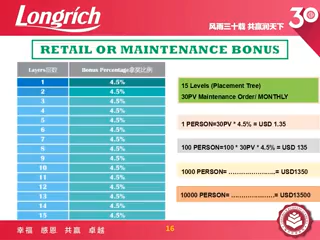 Longrich
风雨三十载 共赢润天下
30
RETAIL OR MAINTENANCE BONUS
Layers层数 Bonus Percentage拿奖比例
1 4.5%
2 4.5%
3 4.5%
4 4.5%
5 4.5%
6 4.5%
7 4.5%
8 4.5%
9 4.5%
10 4.5%
11 4.5%
12 4.5%
13 4.5%
14 4.5%
15 4.5%
15 Levels (Placement Tree)
30PV Maintenance Order/ MONTHLY
1 PERSON=30PV * 4.5% = USD 1.35
100 PERSON=100 * 30PV * 4.5% = USD 135
1000 PERSON= …………………..= USD1350
10000 PERSON= …………………= USD13500
幸福 感恩 共赢 卓越
16